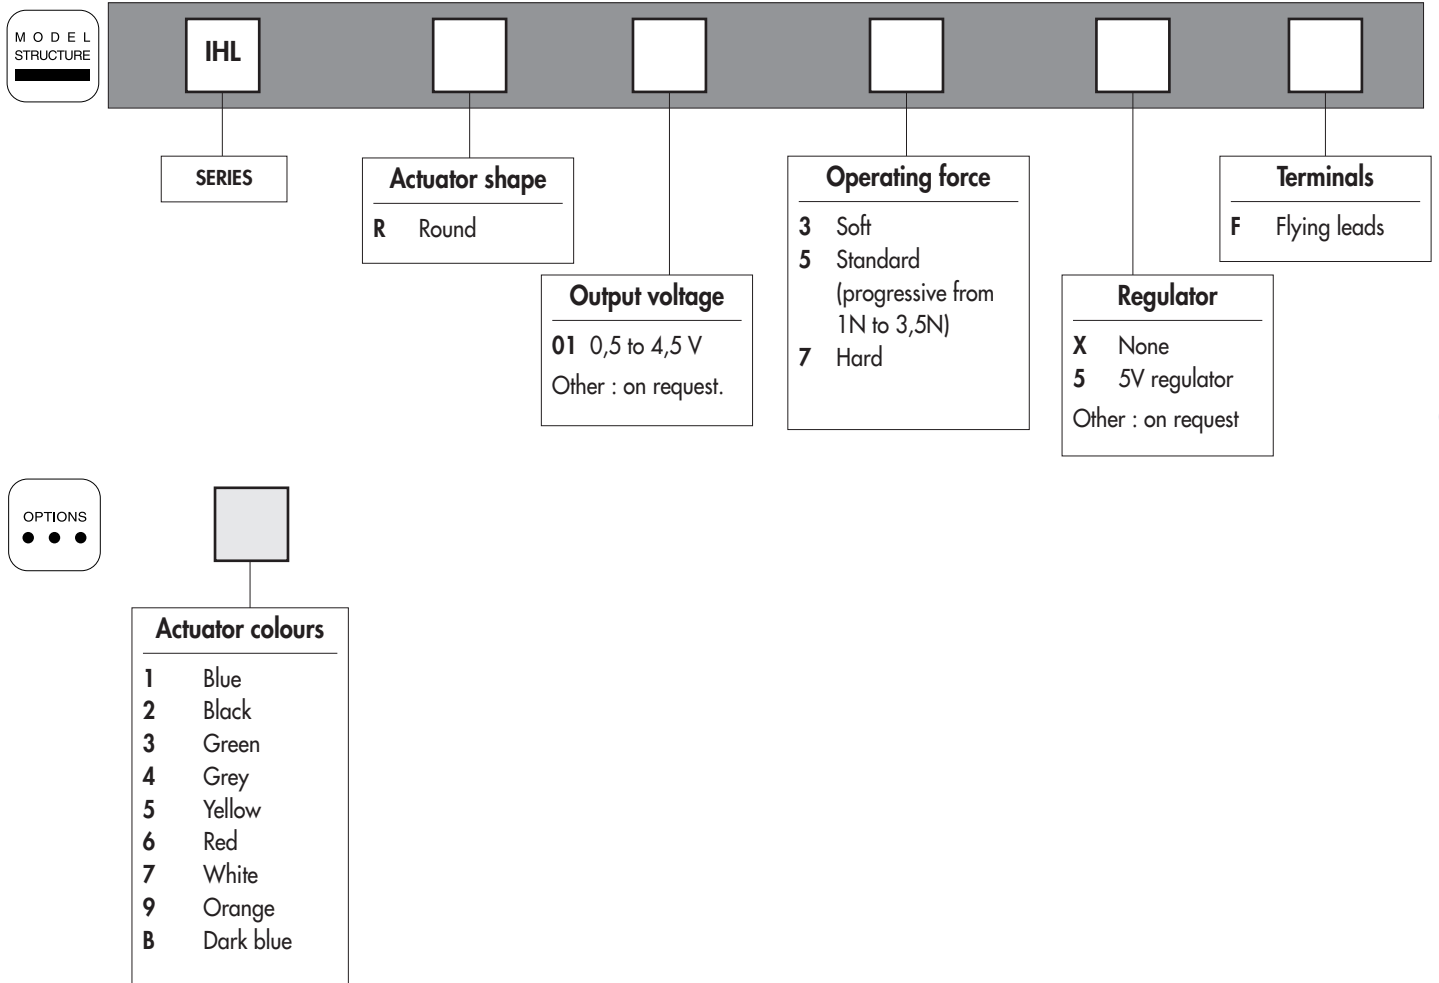 MODEL
STRUCTURE
IHL
SERIES
Actuator shape
R Round
Output voltage
01 0,5 to 4,5 V
Other : on request.
Operating force
3 Soft
5 Standard
(progressive from
1N to 3,5N)
7 Hard
Regulator
X None
5 5V regulator
Other : on request
Terminals
F Flying leads
OPTIONS
Actuator colours
1 Blue
2 Black
3 Green
4 Grey
5 Yellow
6 Red
7 White
9 Orange
B Dark blue